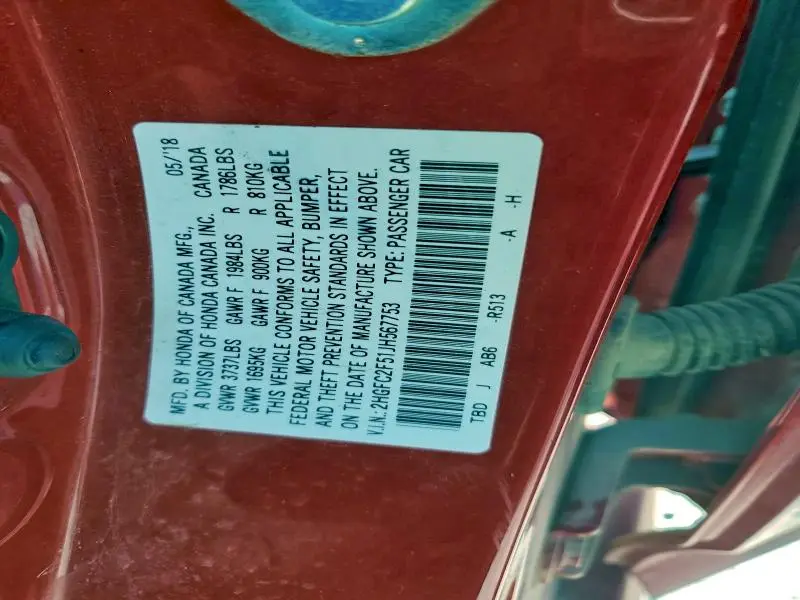 MFD. BY HONDA OF CANADA MFG., 05/'18
A DIVISION OF HONDA CANADA INC. CANADA
GVWR 3737LBS GAWR F 1984LBS R 1786LBS
GVWR 1695KG GAWR F 900KG R 810KG
THIS VEHICLE CONFORMS TO ALL APPLICABLE
FEDERAL MOTOR VEHICLE SAFETY, BUMPER,
AND THEFT PREVENTION STANDARDS IN EFFECT
ON THE DATE OF MANUFACTURE SHOWN ABOVE.
V.I.N.:2HGFC2F51JH567753 TYPE:PASSENGER CAR
TBD J AB6 -R513 -A -H